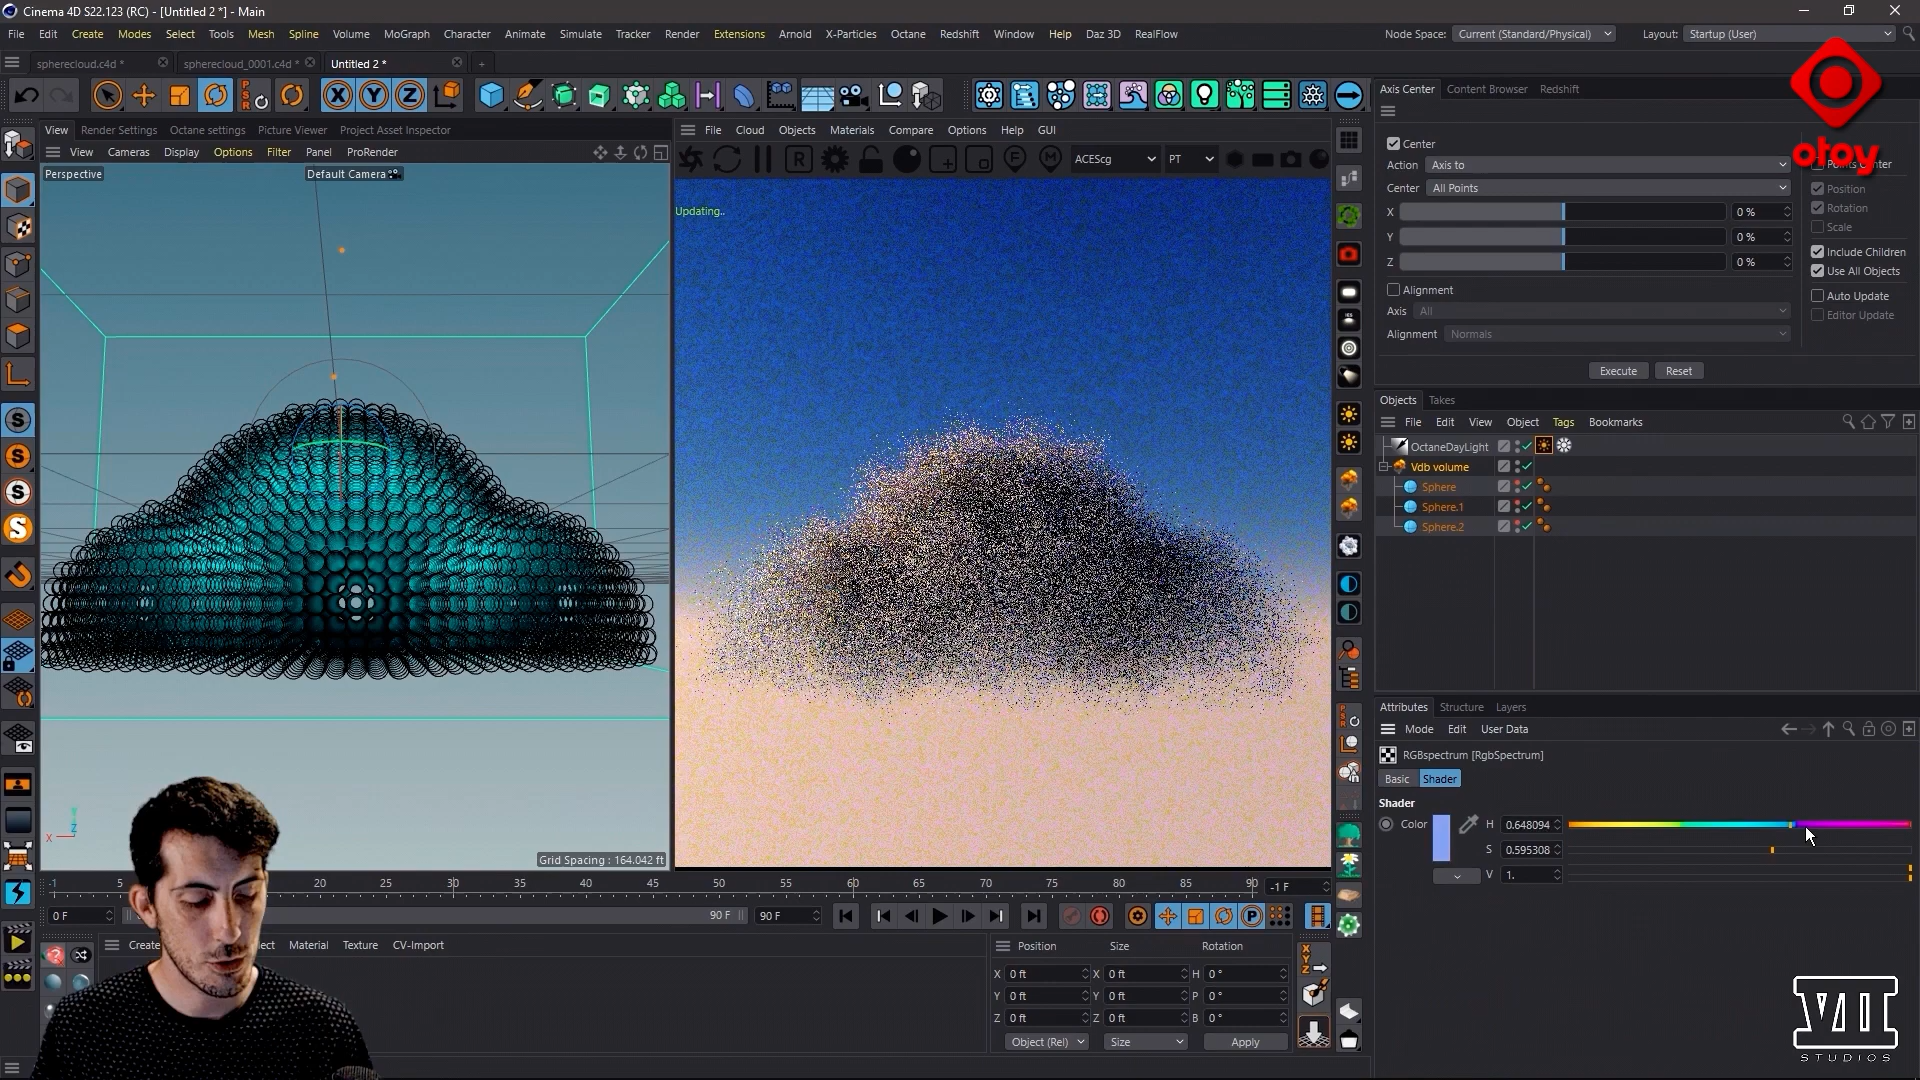 Cinema 4D S22.123 (RC) - [Untitled 2 *] - Main
File Edit Create Modes Select Tools Mesh Spline Volume MoGraph Character Animate Simulate Tracker Render Extensions Arnold X-Particles Octane Redshift Window Help Daz 3D RealFlow
Node Space: Current (Standard/Physical) Layout: Startup (User)
spherecloud.c4d * spherecloud_0001.c4d * Untitled 2 *
otoy
PSR X Y Z
Axis Center Content Browser Redshift
View Render Settings Octane settings Picture Viewer Project Asset Inspector
File Cloud Objects Materials Compare Options Help GUI
View Cameras Display Options Filter Panel ProRender
R F M ACEScg PT
Perspective Default Camera
Updating..
Center
Action Axis to
Center All Points Position
X 0 % Rotation
Scale
Y 0 %
Z 0 % Include Children
Use All Objects
Alignment Auto Update
Axis All Editor Update
Alignment Normals
Execute Reset
Objects Takes
File Edit View Object Tags Bookmarks
OctaneDayLight
Vdb volume
Sphere
Sphere.1
Sphere.2
Attributes Structure Layers
Mode Edit User Data
RGBspectrum [RgbSpectrum]
Basic Shader
Shader
Color H 0.648094
S 0.595308
V 1.
Y
Z
X
Grid Spacing : 164.042 ft
-1 5 20 25 30 35 40 45 50 55 60 65 70 75 80 85 90 -1 F
0 F 90 F 90 F P
Create ect Material Texture CV-Import
Position Size Rotation
X 0 ft X 0 ft H 0 °
Y 0 ft Y 0 ft P 0 °
Z 0 ft Z 0 ft B 0 °
Object (Rel) Size Apply
VII
STUDIOS